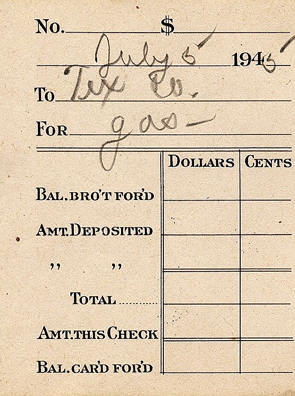 No. $
July 5 1945
To Tex Co.
For gas-
Dollars Cents
Bal. Bro't For'd
Amt. Deposited
" "
Total
Amt. this Check
Bal. Car'd For'd